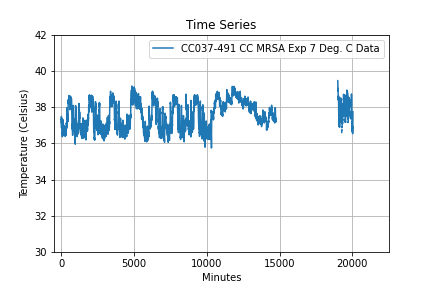 Time Series
CC037-491 CC MRSA Exp 7 Deg. C Data
42
40
38
36
34
32
30
Temperature (Celsius)
0 5000 10000 15000 20000
Minutes